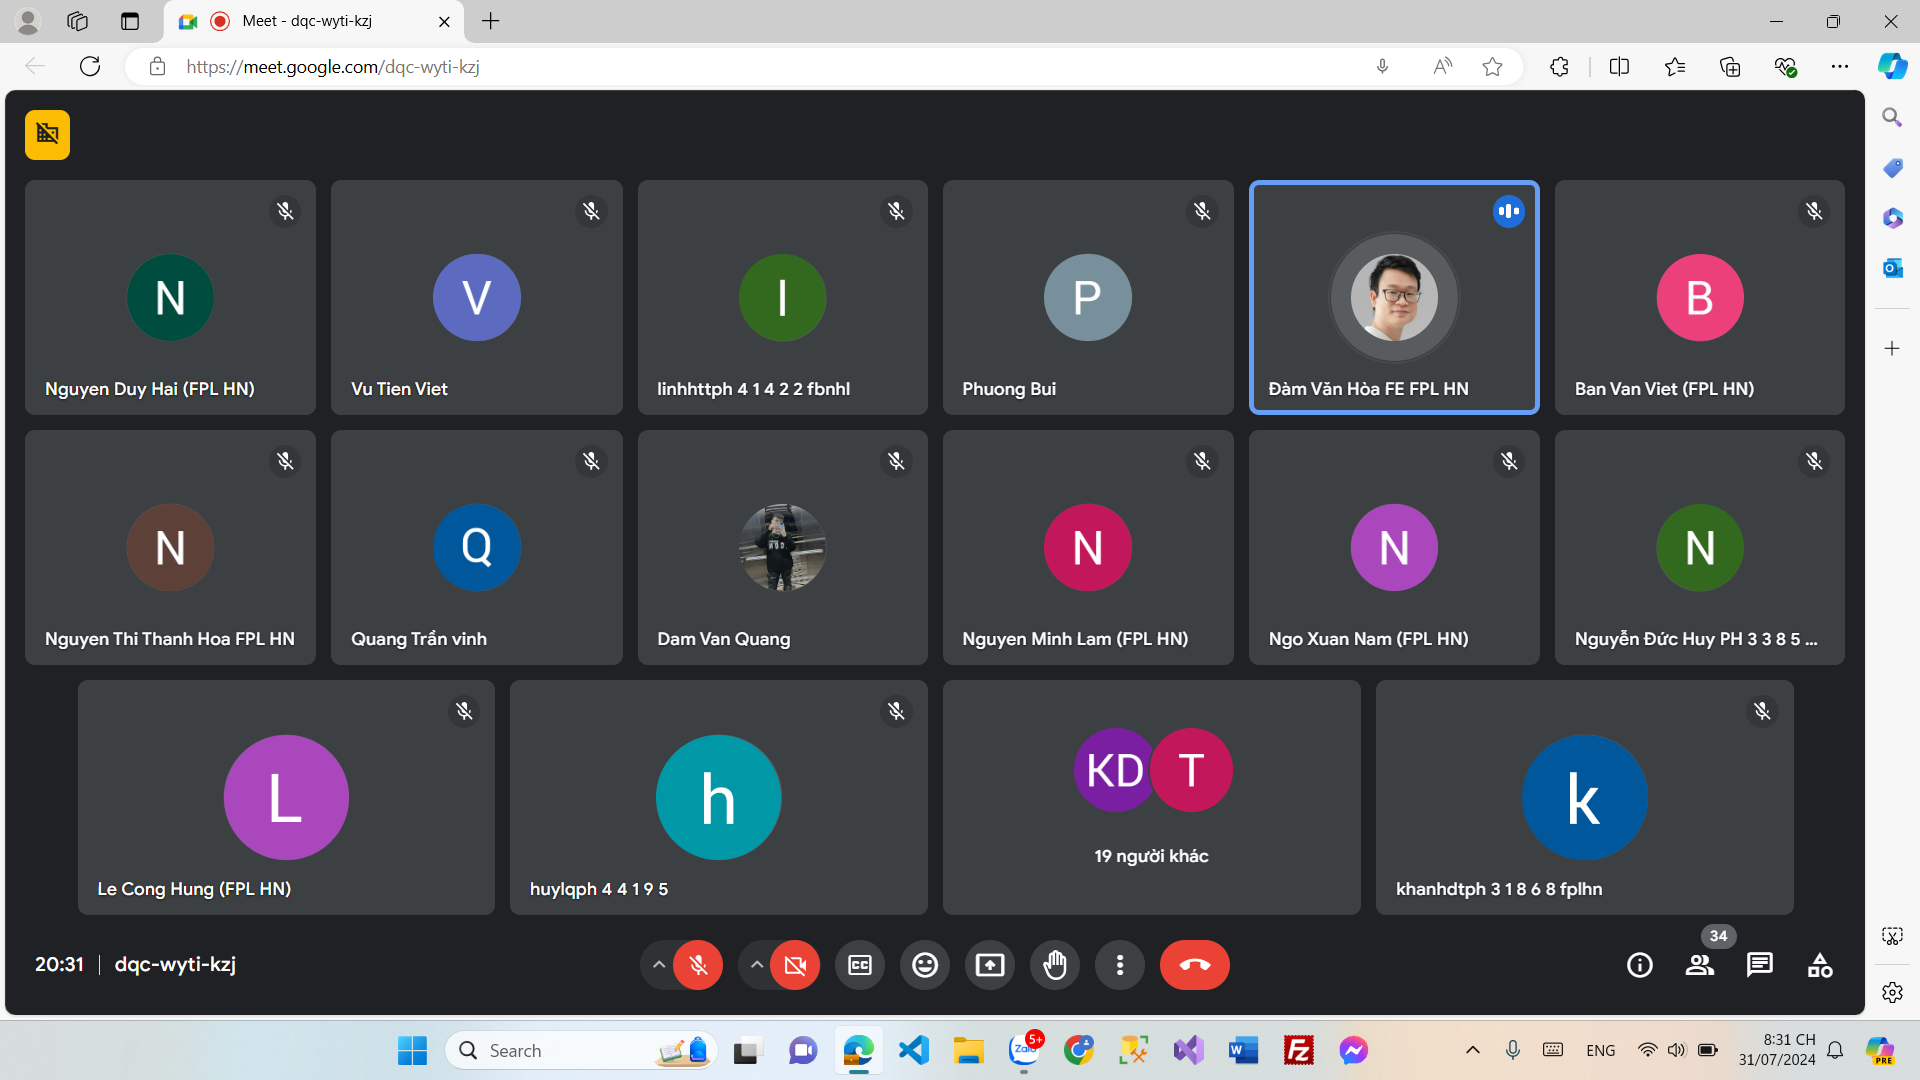 Meet - dqc-wyti-kzj
https://meet.google.com/dqc-wyti-kzj
N
Nguyen Duy Hai (FPL HN)
V
Vu Tien Viet
l
linhhttph 4 1 4 2 2 fbnhl
P
Phuong Bui
Đàm Văn Hòa FE FPL HN
B
Ban Van Viet (FPL HN)
N
Nguyen Thi Thanh Hoa FPL HN
Q
Quang Trần vinh
Dam Van Quang
N
Nguyen Minh Lam (FPL HN)
N
Ngo Xuan Nam (FPL HN)
N
Nguyễn Đức Huy PH 3 3 8 5 ...
L
Le Cong Hung (FPL HN)
h
huylqph 4 4 1 9 5
KD T
19 người khác
k
khanhdtph 3 1 8 6 8 fplhn
20:31 | dqc-wyti-kzj
CC
34
Search
Zalo
5+
W
FZ
ENG
8:31 CH
31/07/2024
PRE